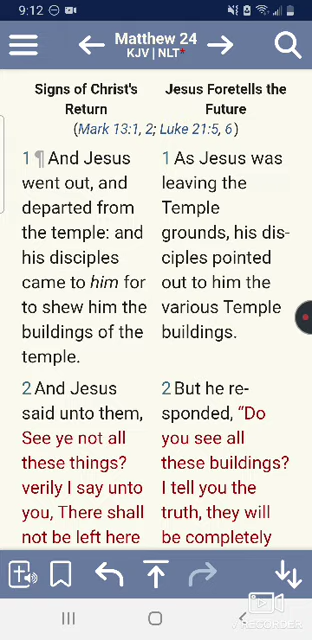 9:12
Matthew 24
KJV | NLT*
Signs of Christ's
Return
Jesus Foretells the
Future
(Mark 13:1, 2; Luke 21:5, 6)
1 ¶ And Jesus
went out, and
departed from
the temple: and
his disciples
came to him for
to shew him the
buildings of the
temple.
2 And Jesus
said unto them,
See ye not all
these things?
verily I say unto
you, There shall
not be left here
1 As Jesus was
leaving the
Temple
grounds, his dis-
ciples pointed
out to him the
various Temple
buildings.
2 But he re-
sponded, “Do
you see all
these buildings?
I tell you the
truth, they will
be completely
V RECORDER